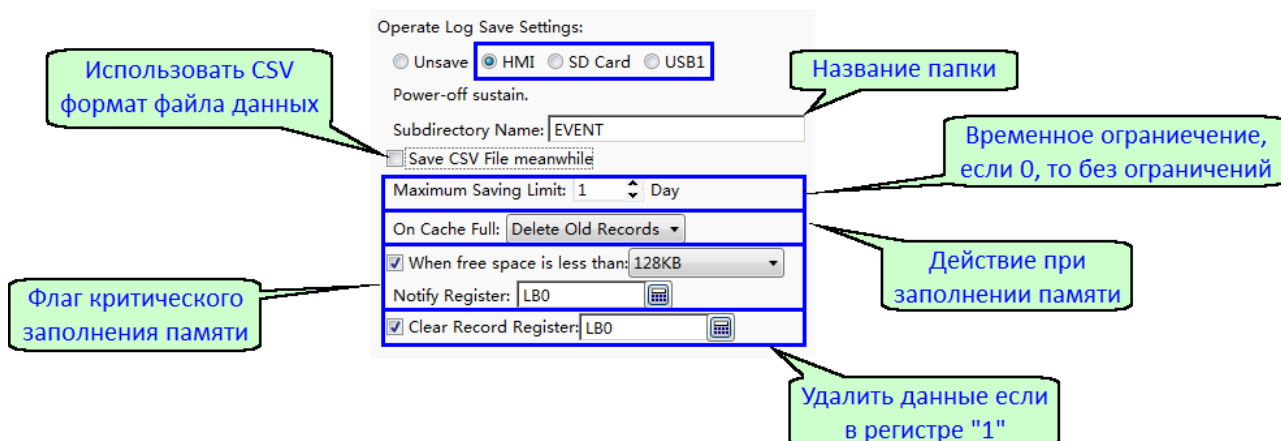 Operate Log Save Settings:
Unsave HMI SD Card USB1
Power-off sustain.
Subdirectory Name: EVENT
Save CSV File meanwhile
Maximum Saving Limit: 1 Day
On Cache Full: Delete Old Records
When free space is less than: 128KB
Notify Register: LB0
Clear Record Register: LB0
Использовать CSV
формат файла данных
Название папки
Временное ограниечение,
если 0, то без ограничений
Действие при
заполнении памяти
Флаг критического
заполнения памяти
Удалить данные если
в регистре "1"